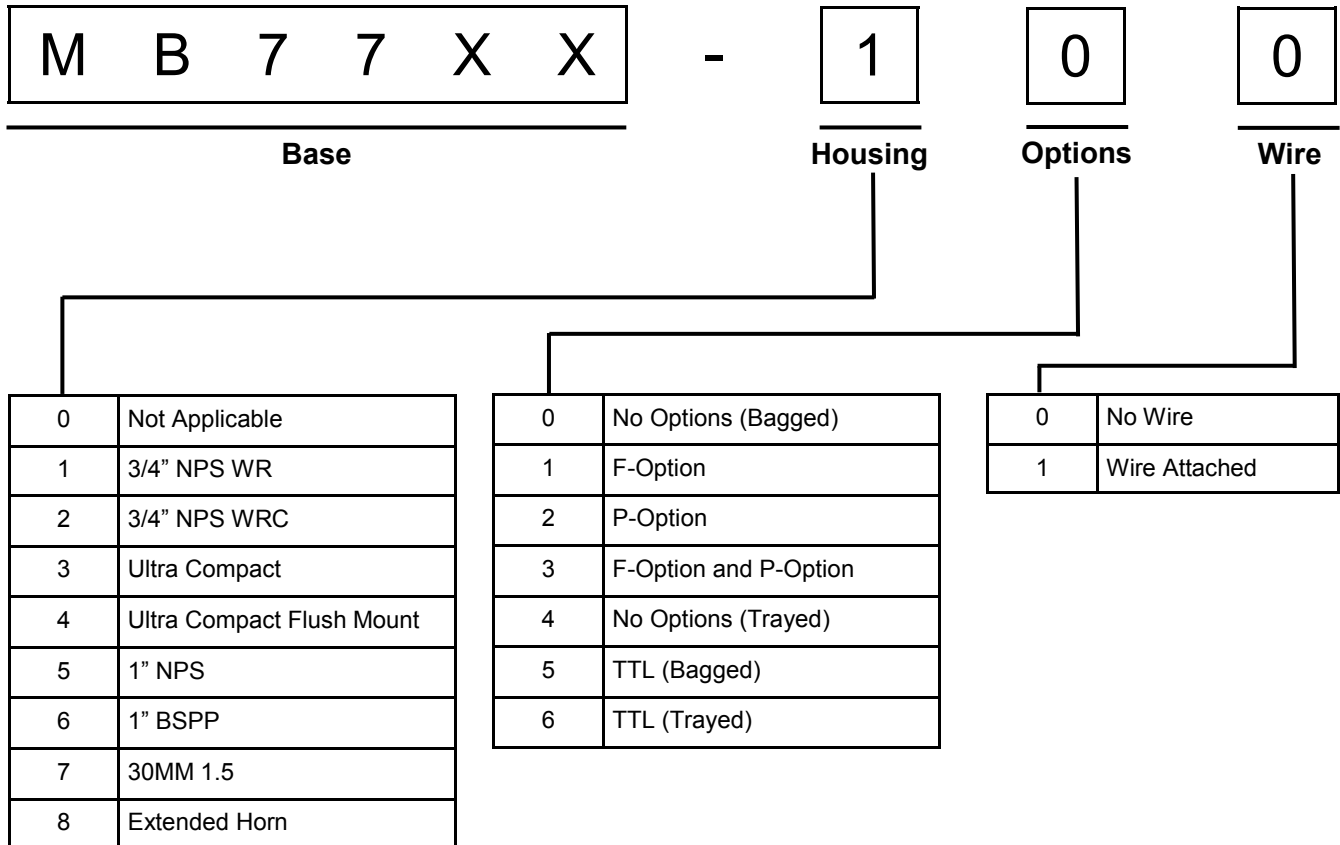 M B 7 7 X X - 1 0 0
Base Housing Options Wire
0 Not Applicable
1 3/4” NPS WR
2 3/4” NPS WRC
3 Ultra Compact
4 Ultra Compact Flush Mount
5 1” NPS
6 1” BSPP
7 30MM 1.5
8 Extended Horn
0 No Options (Bagged)
1 F-Option
2 P-Option
3 F-Option and P-Option
4 No Options (Trayed)
5 TTL (Bagged)
6 TTL (Trayed)
0 No Wire
1 Wire Attached